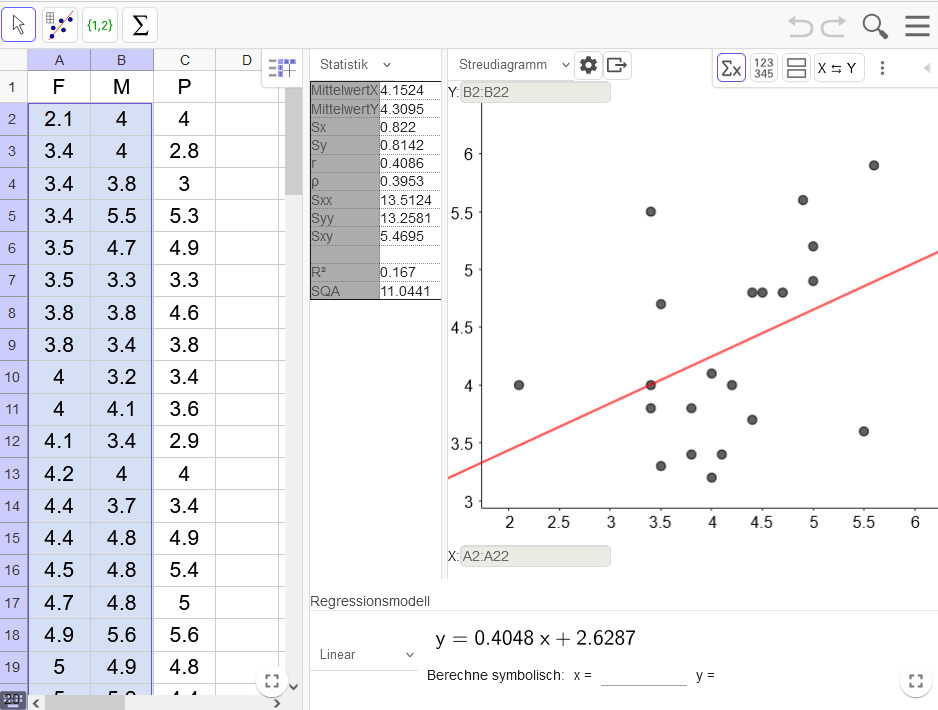 {1,2} Σ
A B C D
1 F M P
2 2.1 4 4
3 3.4 4 2.8
4 3.4 3.8 3
5 3.4 5.5 5.3
6 3.5 4.7 4.9
7 3.5 3.3 3.3
8 3.8 3.8 4.6
9 3.8 3.4 3.8
10 4 3.2 3.4
11 4 4.1 3.6
12 4.1 3.4 2.9
13 4.2 4 4
14 4.4 3.7 3.4
15 4.4 4.8 4.9
16 4.5 4.8 5.4
17 4.7 4.8 5
18 4.9 5.6 5.6
19 5 4.9 4.8
Statistik
MittelwertX 4.1524
MittelwertY 4.3095
Sx 0.822
Sy 0.8142
r 0.4086
ρ 0.3953
Sxx 13.5124
Syy 13.2581
Sxy 5.4695
R² 0.167
SQA 11.0441
Streudiagramm
Σx 123 345 X ⇆ Y
Y: B2:B22
6
5.5
5
4.5
4
3.5
3
2 2.5 3 3.5 4 4.5 5 5.5 6
X: A2:A22
Regressionsmodell
Linear
y = 0.4048 x + 2.6287
Berechne symbolisch: x = y =